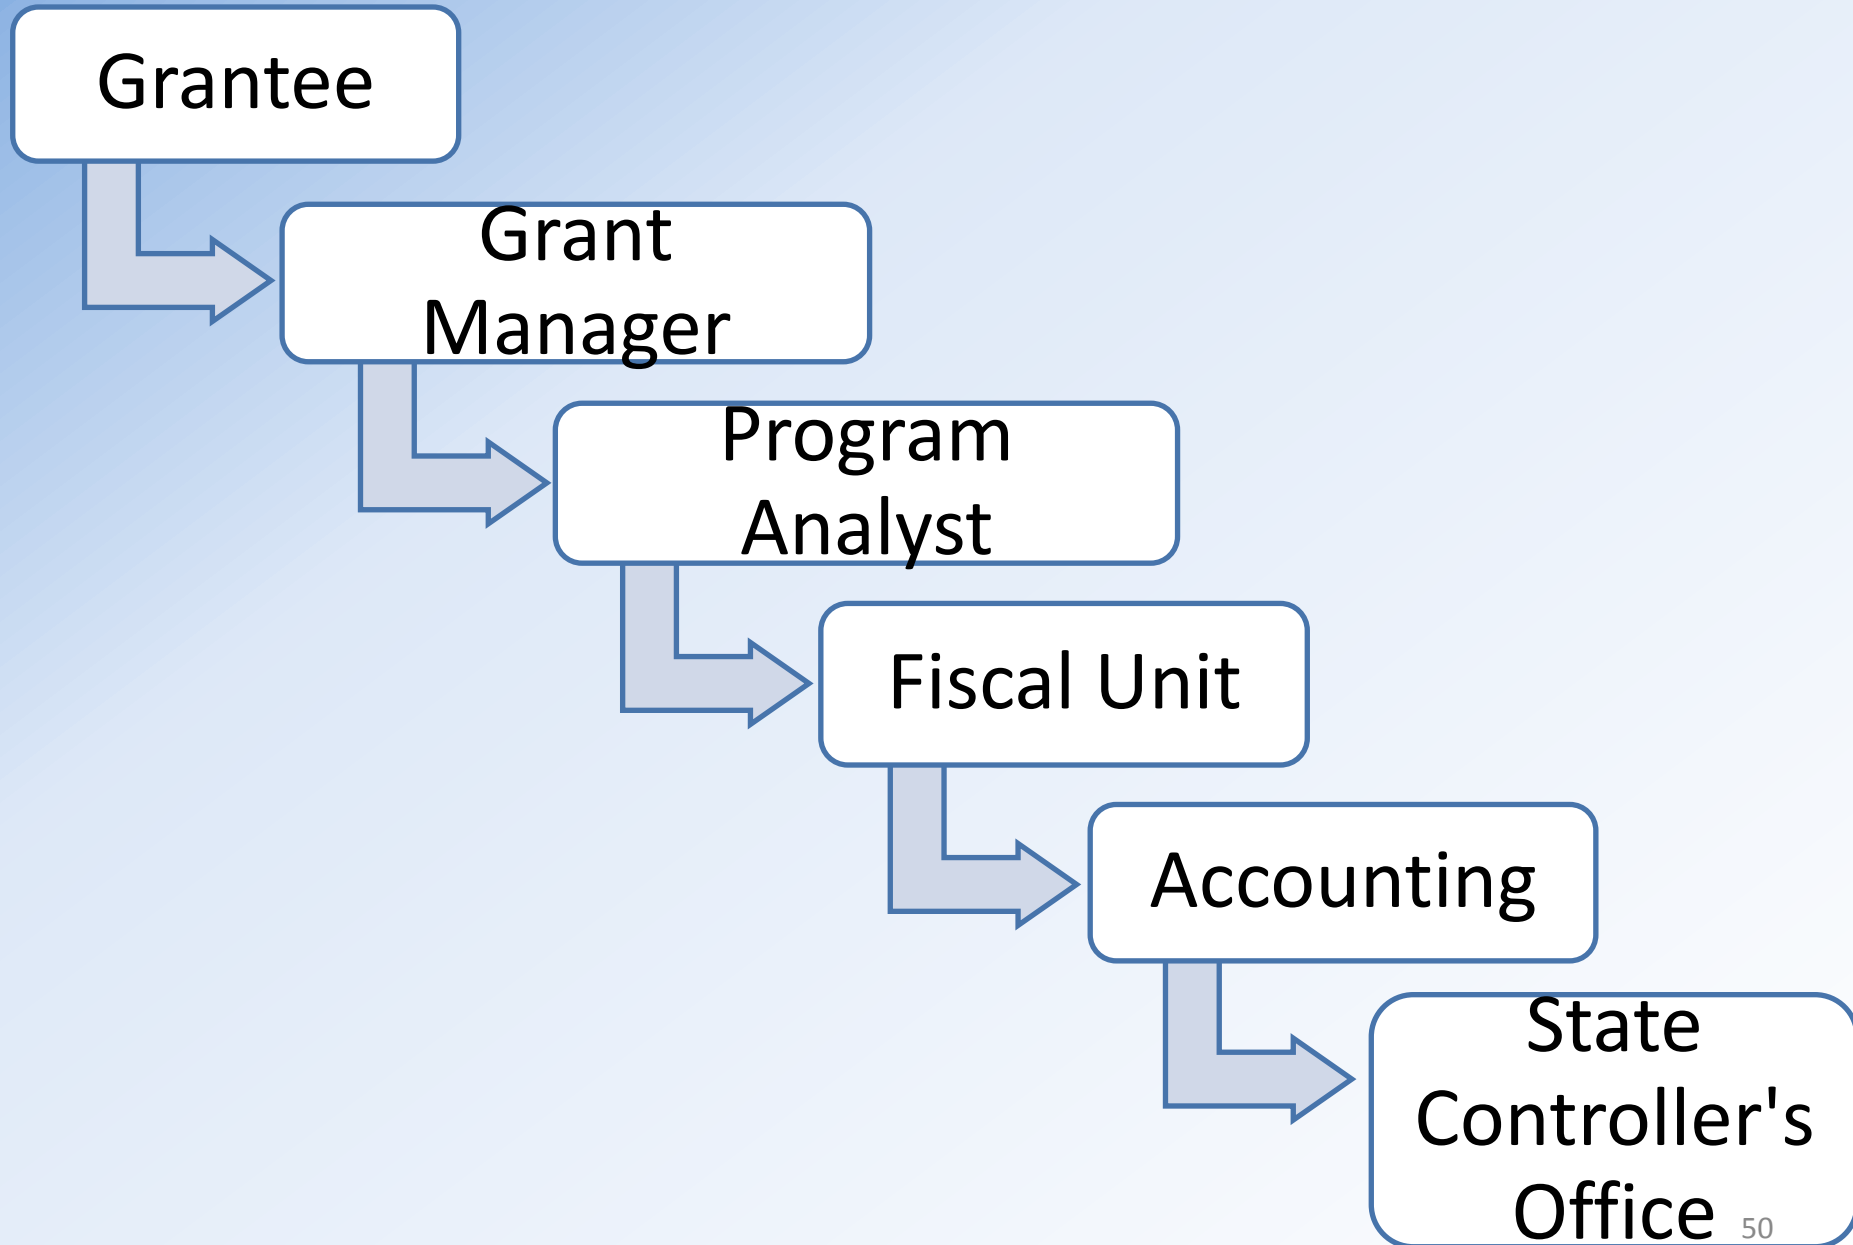 Grantee
Grant
Manager
Program
Analyst
Fiscal Unit
Accounting
State
Controller's
Office
50